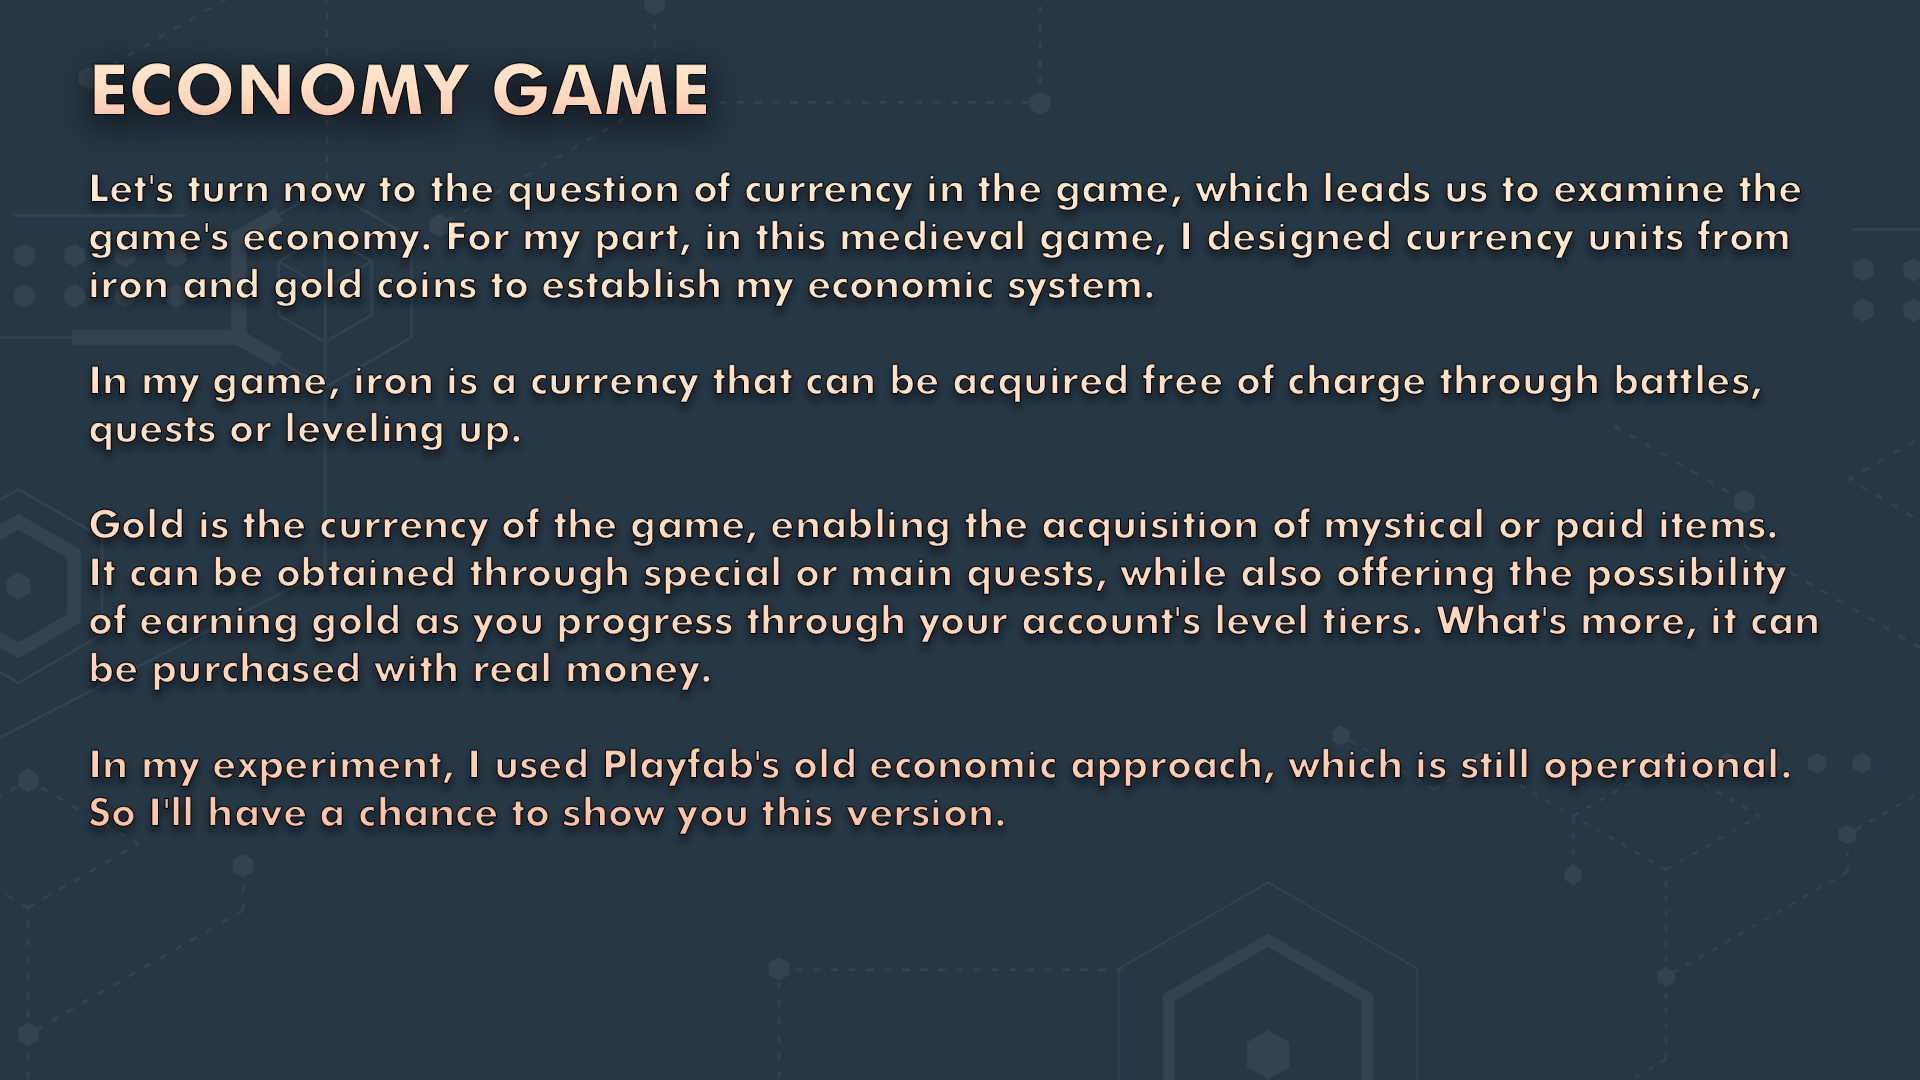 ECONOMY GAME
Let's turn now to the question of currency in the game, which leads us to examine the
game's economy. For my part, in this medieval game, I designed currency units from
iron and gold coins to establish my economic system.
In my game, iron is a currency that can be acquired free of charge through battles,
quests or leveling up.
Gold is the currency of the game, enabling the acquisition of mystical or paid items.
It can be obtained through special or main quests, while also offering the possibility
of earning gold as you progress through your account's level tiers. What's more, it can
be purchased with real money.
In my experiment, I used Playfab's old economic approach, which is still operational.
So I'll have a chance to show you this version.